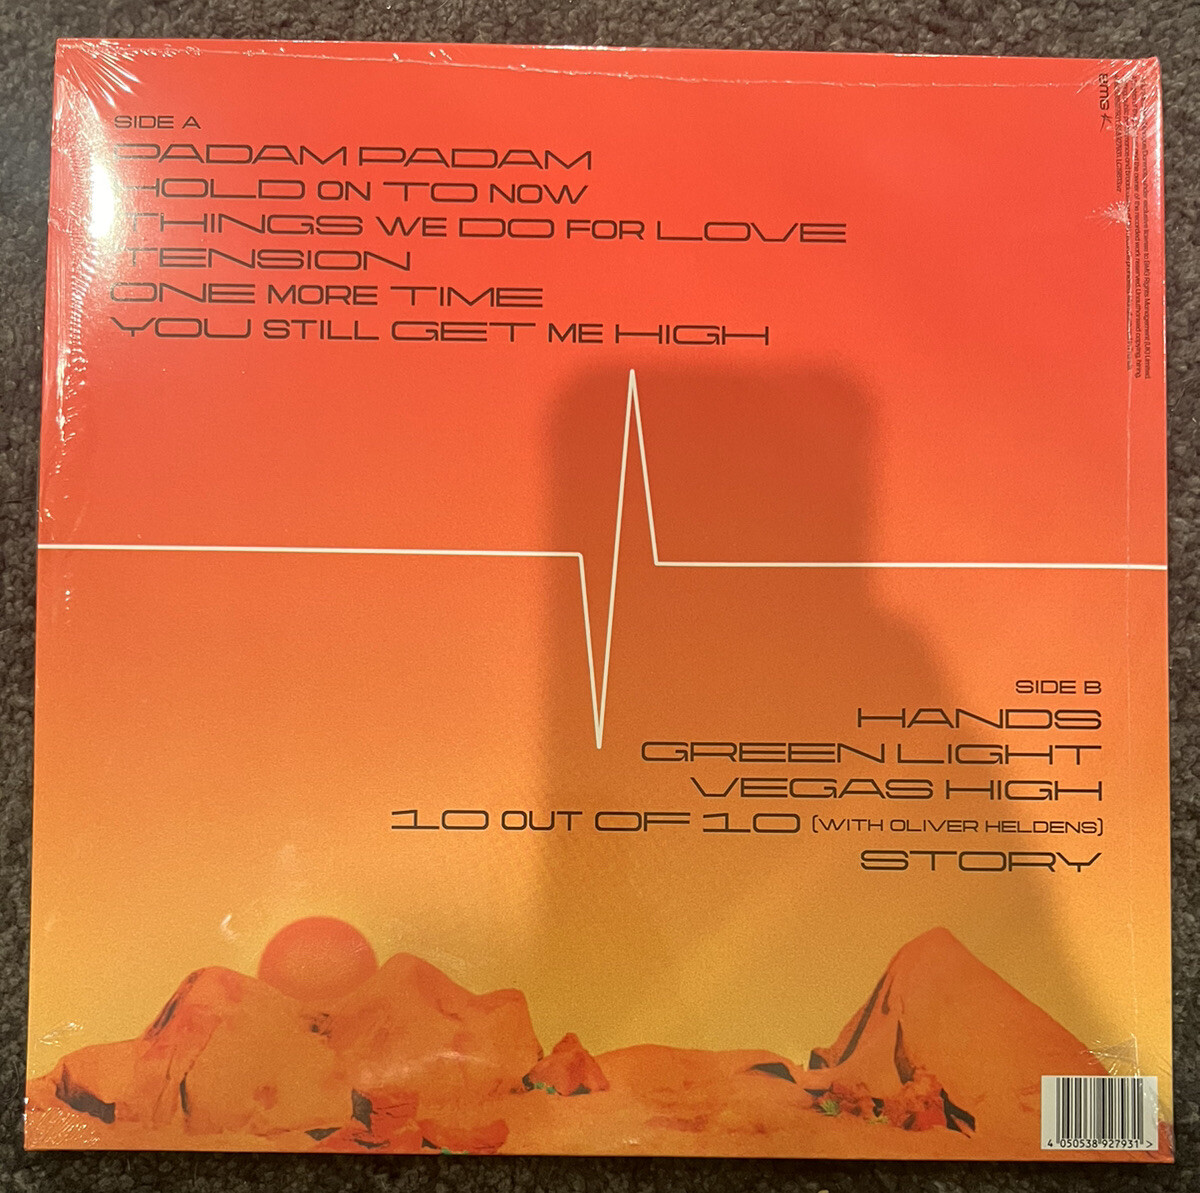 SIDE A
PADAM PADAM
HOLD ON TO NOW
THINGS WE DO FOR LOVE
TENSION
ONE MORE TIME
YOU STILL GET ME HIGH
BMG
SIDE B
HANDS
GREEN LIGHT
VEGAS HIGH
10 OUT OF 10 (WITH OLIVER HELDENS)
STORY
4 050538 927931 >